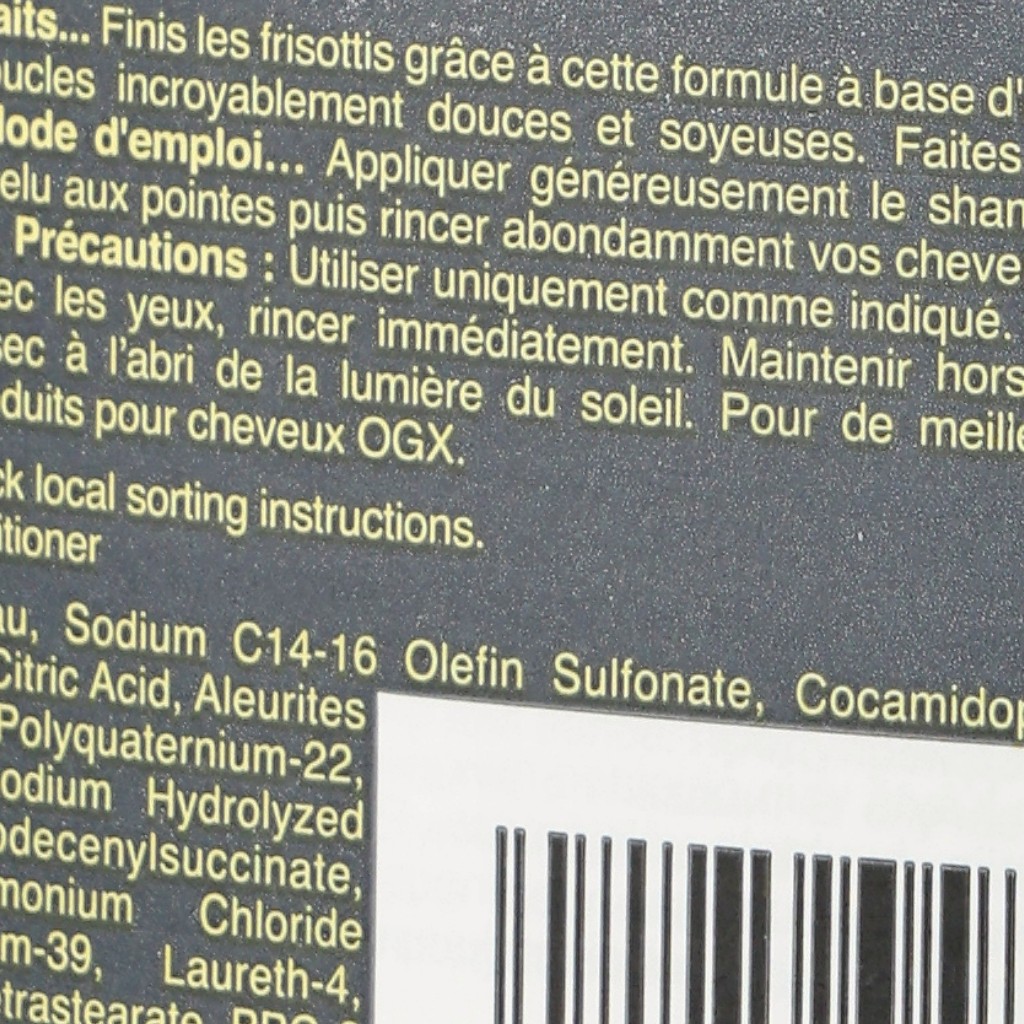 aits... Finis les frisottis grâce à cette formule à base d'
oucles incroyablement douces et soyeuses. Faites
Mode d'emploi... Appliquer généreusement le sham
elu aux pointes puis rincer abondamment vos cheve
Précautions : Utiliser uniquement comme indiqué.
ec les yeux, rincer immédiatement. Maintenir hors
sec à l’abri de la lumière du soleil. Pour de meille
duits pour cheveux OGX.
ck local sorting instructions.
itioner
au, Sodium C14-16 Olefin Sulfonate, Cocamidop
Citric Acid, Aleurites
Polyquaternium-22,
odium Hydrolyzed
odecenylsuccinate,
monium Chloride
m-39, Laureth-4,
etrastearate,